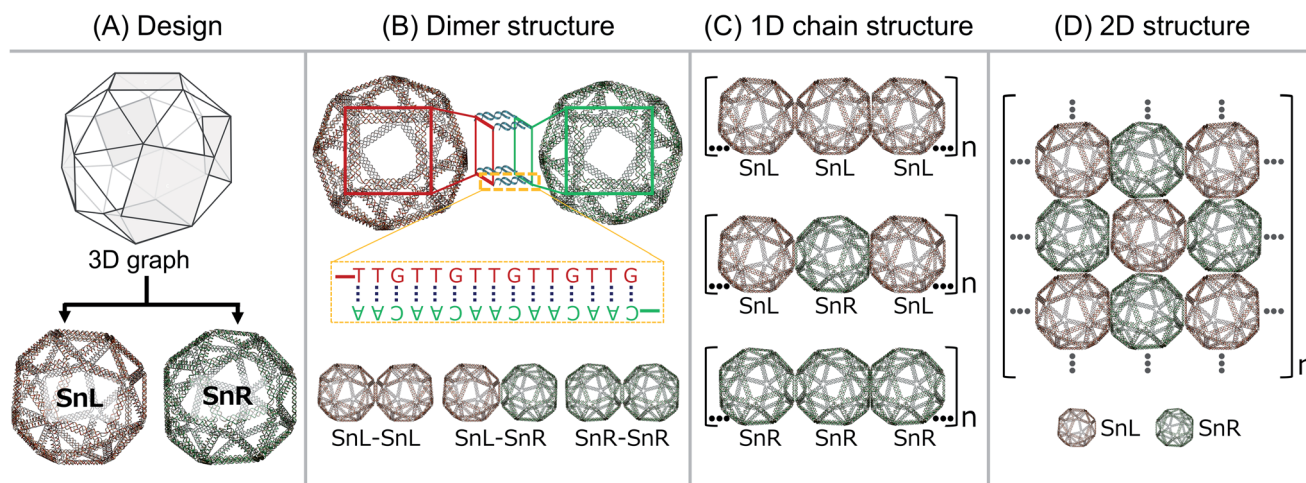 (A) Design
(B) Dimer structure
(C) 1D chain structure
(D) 2D structure
3D graph
SnL
SnR
TTGTTGTTGTTGTTG
AACAACAACAACAAC
SnL-SnL
SnL-SnR
SnR-SnR
SnL SnL SnL
n
SnL SnR SnL
n
SnR SnR SnR
n
n
SnL
SnR